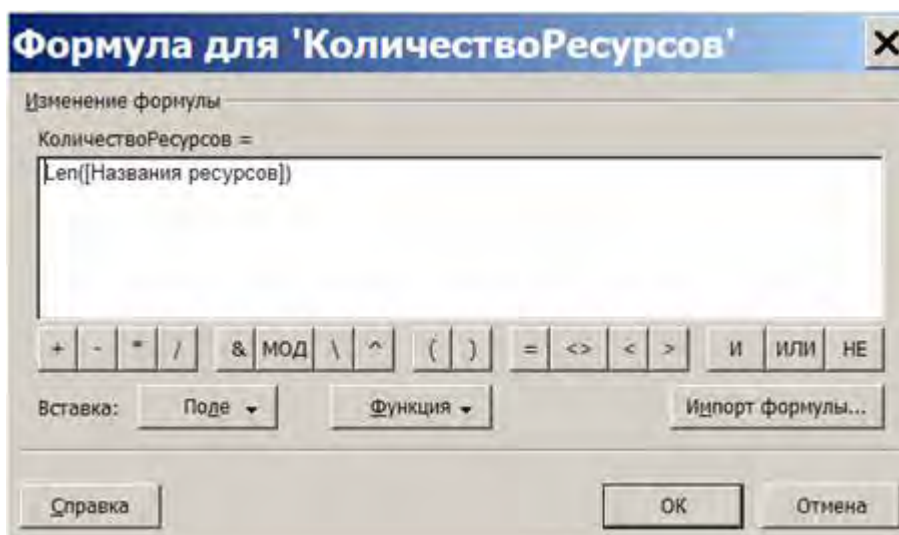 Формула для 'КоличествоРесурсов'
Изменение формулы
КоличествоРесурсов =
Len([Названия ресурсов])
+ - * / & МОД \ ^ ( ) = <> < > И ИЛИ НЕ
Вставка: Поле Функция Импорт формулы...
Справка ОК Отмена